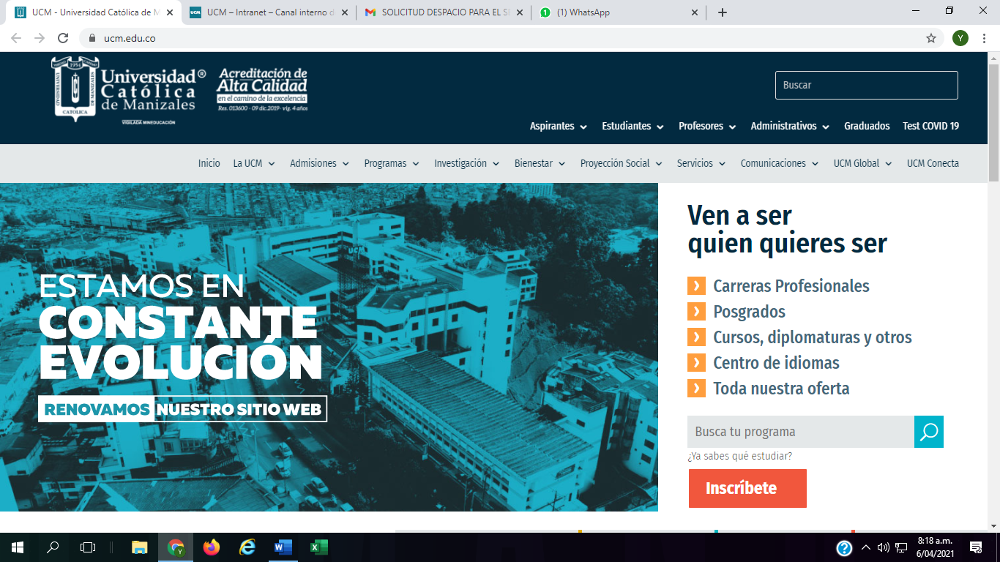 UCM - Universidad Católica de M
UCM – Intranet – Canal interno d
SOLICITUD DESPACIO PARA EL SE
(1) WhatsApp
ucm.edu.co
Y
1954
UNIVERSIDAD
CATOLICA
DE MANIZALES
Universidad®
Católica
de Manizales
VIGILADA MINEDUCACIÓN
Acreditación de
Alta Calidad
en el camino de la excelencia
Res. 013600 - 09 dic.2019- vig. 4 años
Buscar
Aspirantes Estudiantes Profesores Administrativos Graduados Test COVID 19
Inicio La UCM Admisiones Programas Investigación Bienestar Proyección Social Servicios Comunicaciones UCM Global UCM Conecta
UCM
ESTAMOS EN
CONSTANTE
EVOLUCIÓN
RENOVAMOS NUESTRO SITIO WEB
Ven a ser
quien quieres ser
Carreras Profesionales
Posgrados
Cursos, diplomaturas y otros
Centro de idiomas
Toda nuestra oferta
Busca tu programa
¿Ya sabes qué estudiar?
Inscríbete
8:18 a.m.
6/04/2021